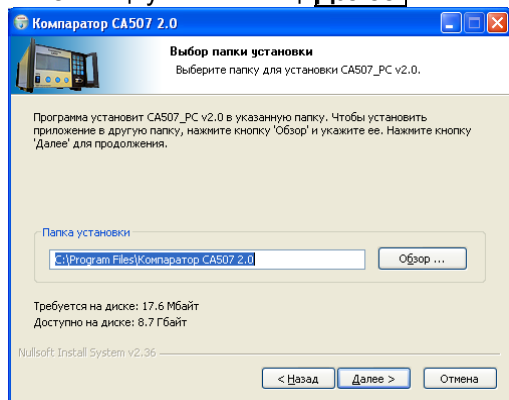 Компаратор CA507 2.0
Выбор папки установки
Выберите папку для установки CA507_PC v2.0.
Программа установит CA507_PC v2.0 в указанную папку. Чтобы установить
приложение в другую папку, нажмите кнопку 'Обзор' и укажите ее. Нажмите кнопку
'Далее' для продолжения.
Папка установки
C:\Program Files\Компаратор CA507 2.0
Обзор ...
Требуется на диске: 17.6 Мбайт
Доступно на диске: 8.7 Гбайт
Nullsoft Install System v2.36
< Назад
Далее >
Отмена